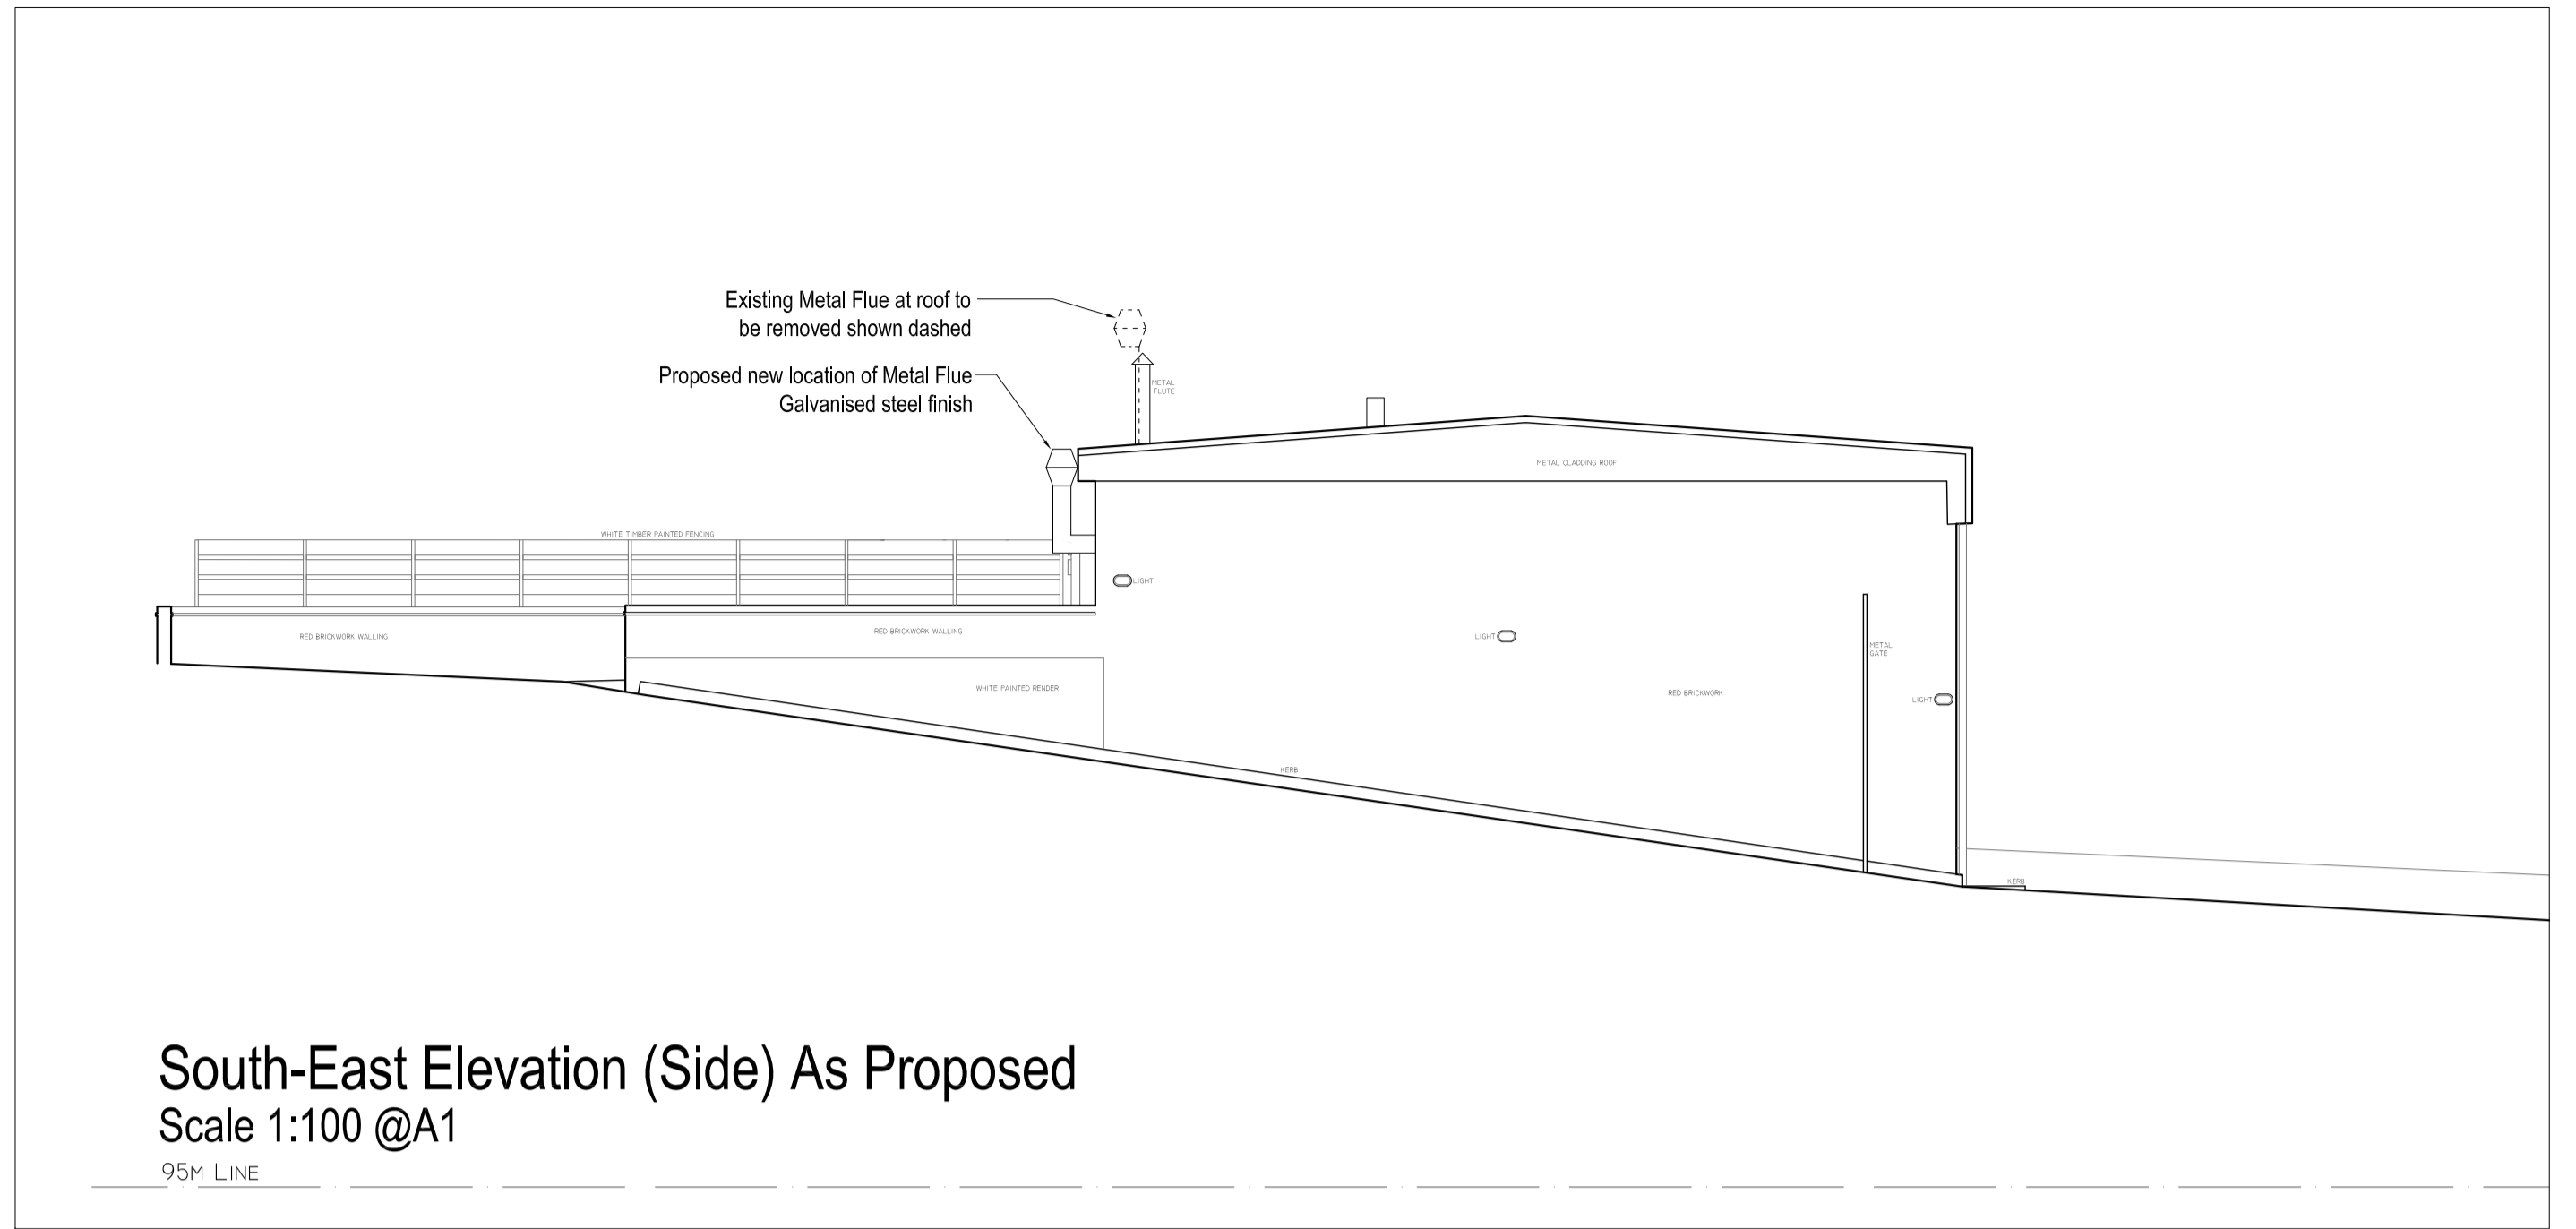 Existing Metal Flue at roof to
be removed shown dashed
Proposed new location of Metal Flue
Galvanised steel finish
METAL
FLUTE
METAL CLADDING ROOF
WHITE TIMBER PAINTED FENCING
LIGHT
RED BRICKWORK WALLING
RED BRICKWORK WALLING
LIGHT
METAL
GATE
WHITE PAINTED RENDER
RED BRICKWORK
LIGHT
KERB
KERB
South-East Elevation (Side) As Proposed
Scale 1:100 @A1
95M LINE